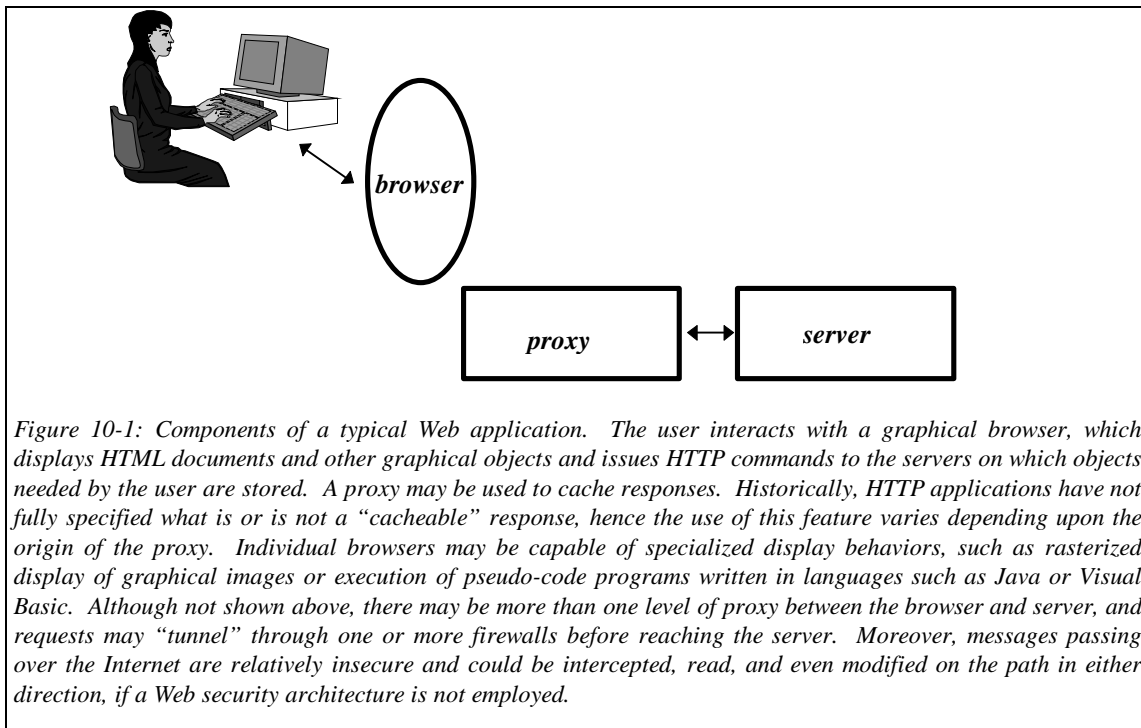 browser
proxy
server
Figure 10-1: Components of a typical Web application. The user interacts with a graphical browser, which
displays HTML documents and other graphical objects and issues HTTP commands to the servers on which objects
needed by the user are stored. A proxy may be used to cache responses. Historically, HTTP applications have not
fully specified what is or is not a “cacheable” response, hence the use of this feature varies depending upon the
origin of the proxy. Individual browsers may be capable of specialized display behaviors, such as rasterized
display of graphical images or execution of pseudo-code programs written in languages such as Java or Visual
Basic. Although not shown above, there may be more than one level of proxy between the browser and server, and
requests may “tunnel” through one or more firewalls before reaching the server. Moreover, messages passing
over the Internet are relatively insecure and could be intercepted, read, and even modified on the path in either
direction, if a Web security architecture is not employed.